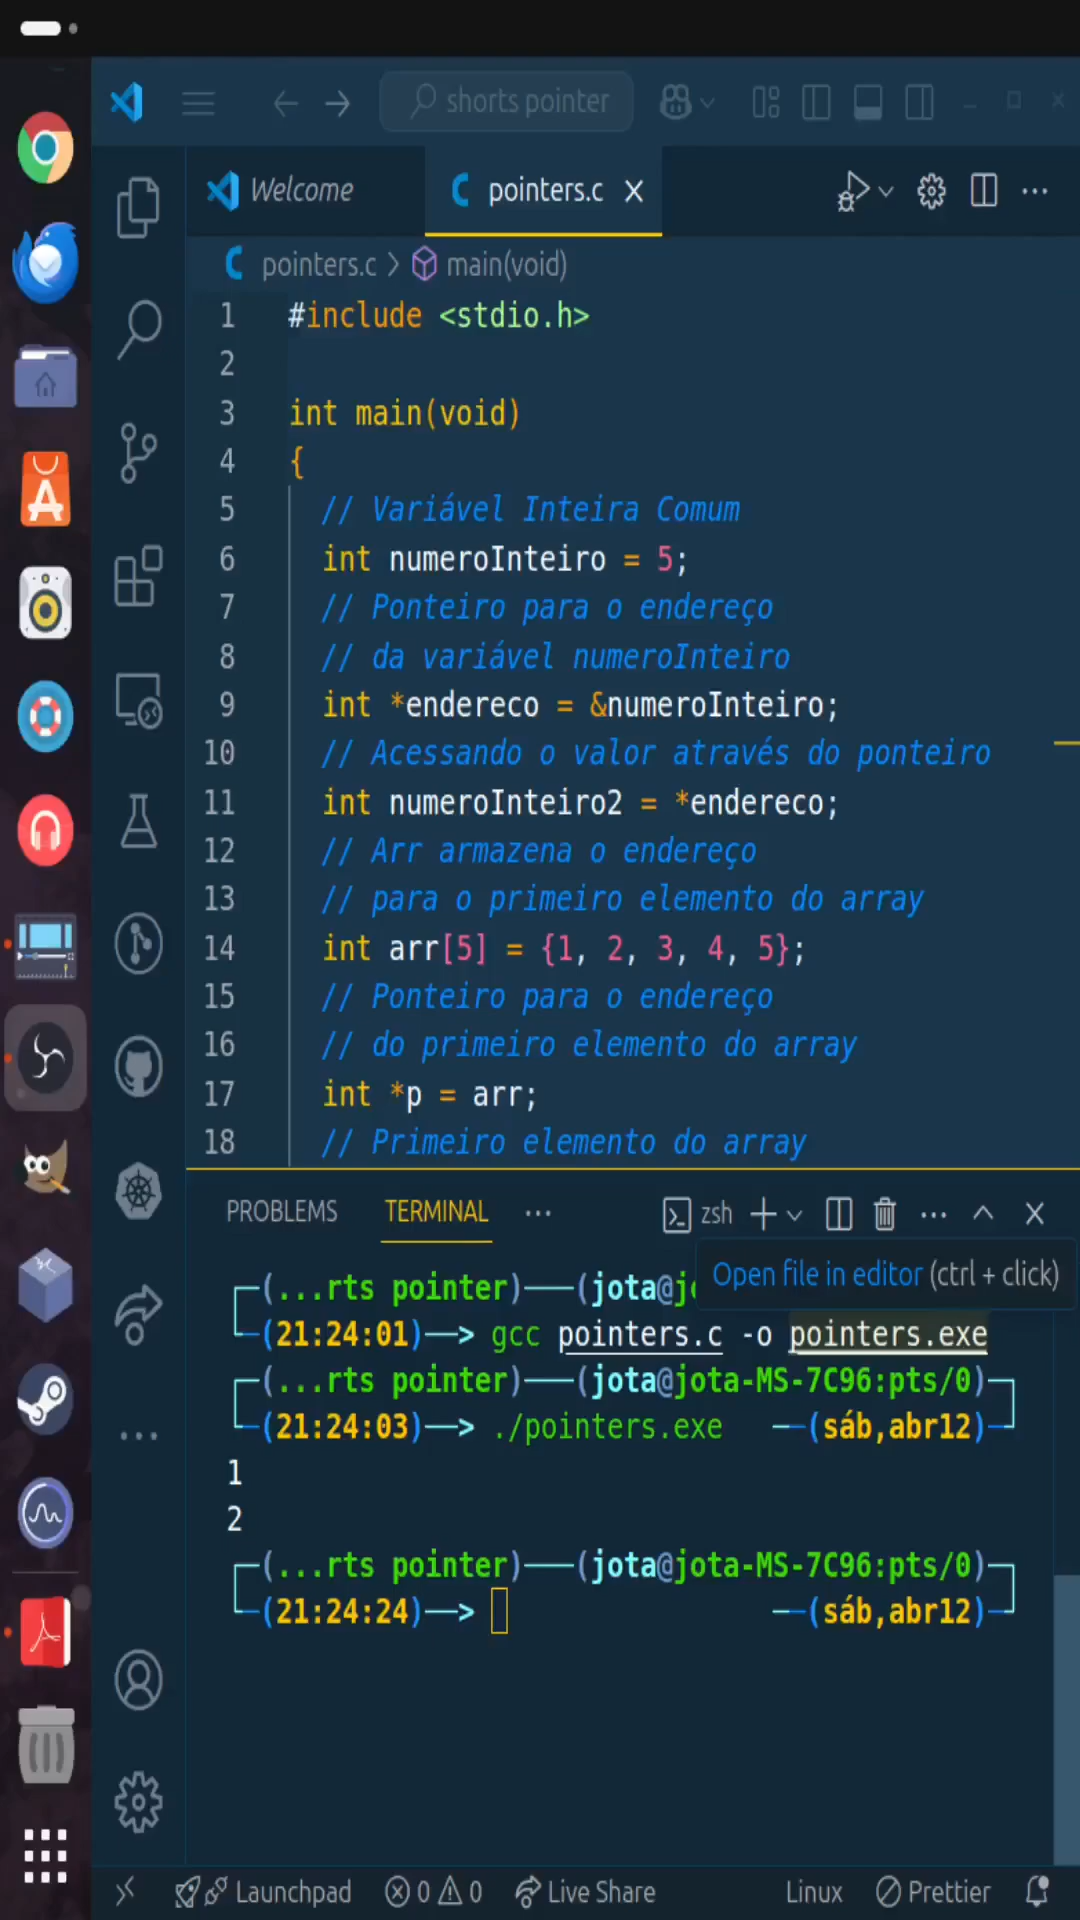 shorts pointer
Welcome
pointers.c
pointers.c > main(void)
1 #include <stdio.h>
2
3 int main(void)
4 {
5 // Variável Inteira Comum
6 int numeroInteiro = 5;
7 // Ponteiro para o endereço
8 // da variável numeroInteiro
9 int *endereco = &numeroInteiro;
10 // Acessando o valor através do ponteiro
11 int numeroInteiro2 = *endereco;
12 // Arr armazena o endereço
13 // para o primeiro elemento do array
14 int arr[5] = {1, 2, 3, 4, 5};
15 // Ponteiro para o endereço
16 // do primeiro elemento do array
17 int *p = arr;
18 // Primeiro elemento do array
PROBLEMS TERMINAL ··· zsh
Open file in editor (ctrl + click)
(...rts pointer)——(jota@jo
(21:24:01)—> gcc pointers.c -o pointers.exe
(...rts pointer)——(jota@jota-MS-7C96:pts/0)
(21:24:03)—> ./pointers.exe —(sáb,abr12)
1
2
(...rts pointer)——(jota@jota-MS-7C96:pts/0)
(21:24:24)—> —(sáb,abr12)
Launchpad 0 0 Live Share Linux Prettier